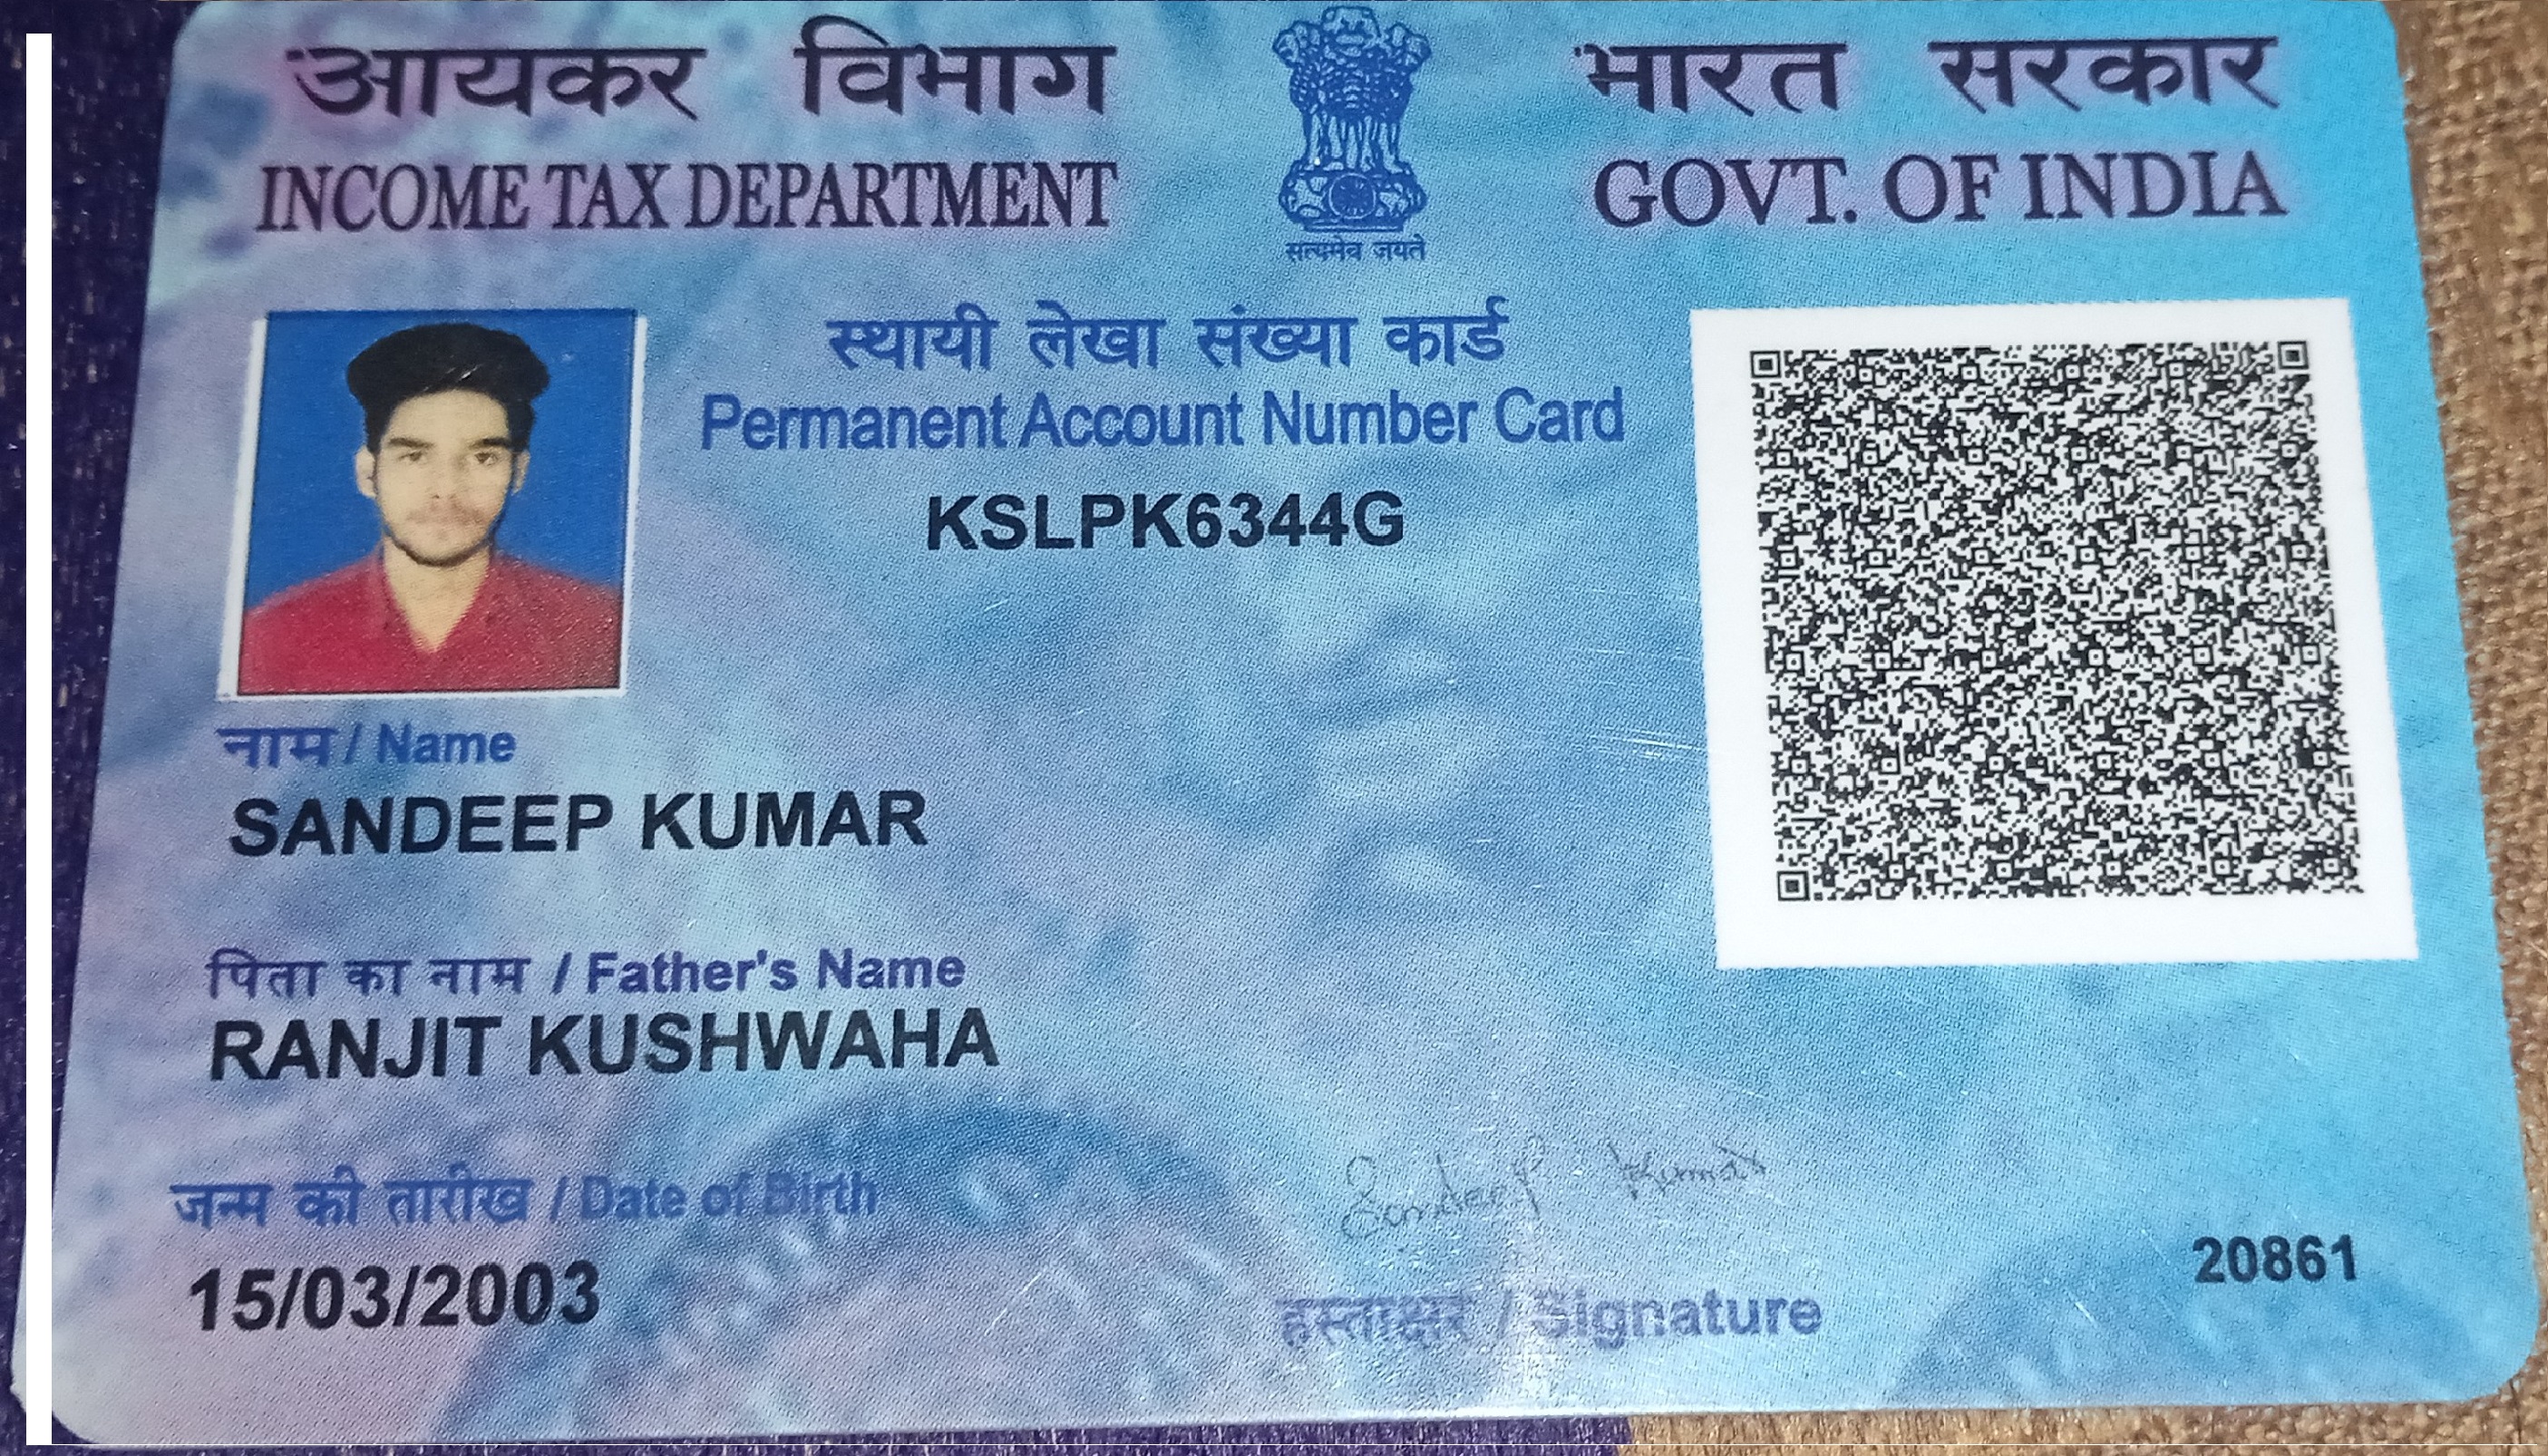 आयकर विभाग
INCOME TAX DEPARTMENT
सत्यमेव जयते
भारत सरकार
GOVT. OF INDIA
स्थायी लेखा संख्या कार्ड
Permanent Account Number Card
KSLPK6344G
नाम / Name
SANDEEP KUMAR
पिता का नाम / Father's Name
RANJIT KUSHWAHA
जन्म की तारीख / Date of Birth
15/03/2003
Sandeep Kumar
हस्ताक्षर / Signature
20861